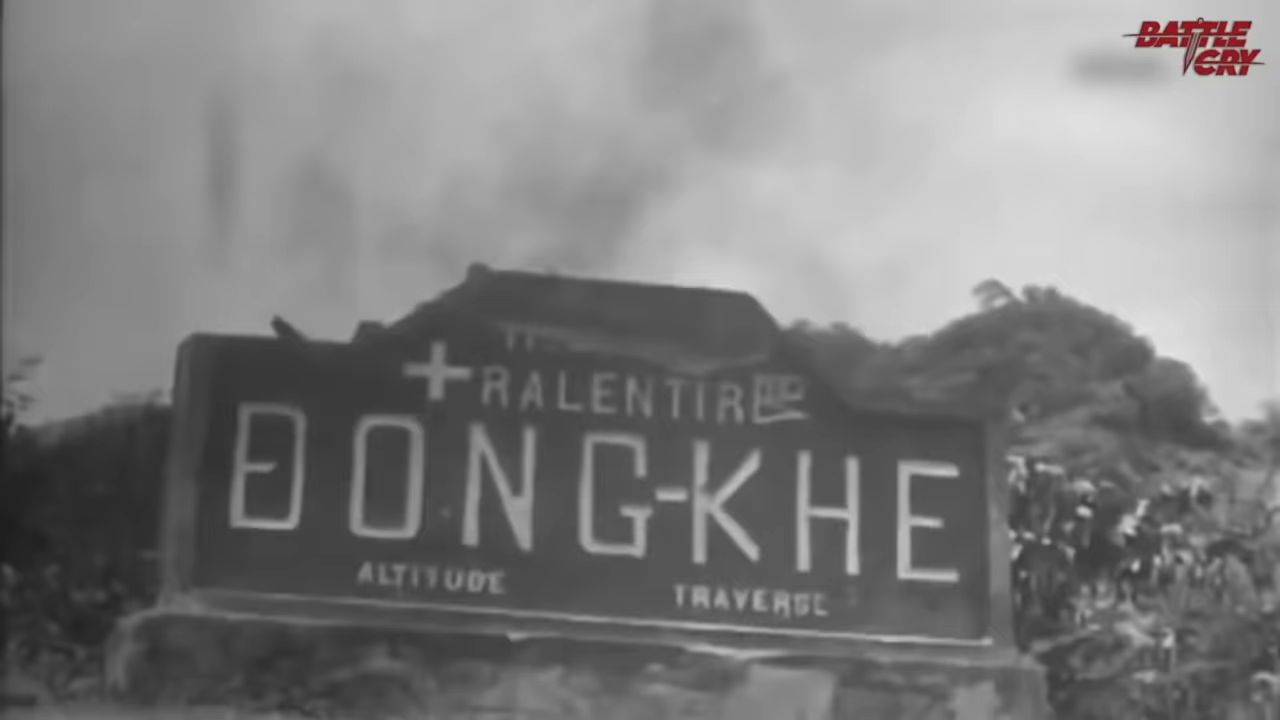 BATTLE
CRY
RALENTIR
ĐONG-KHE
ALTITUDE TRAVERSE